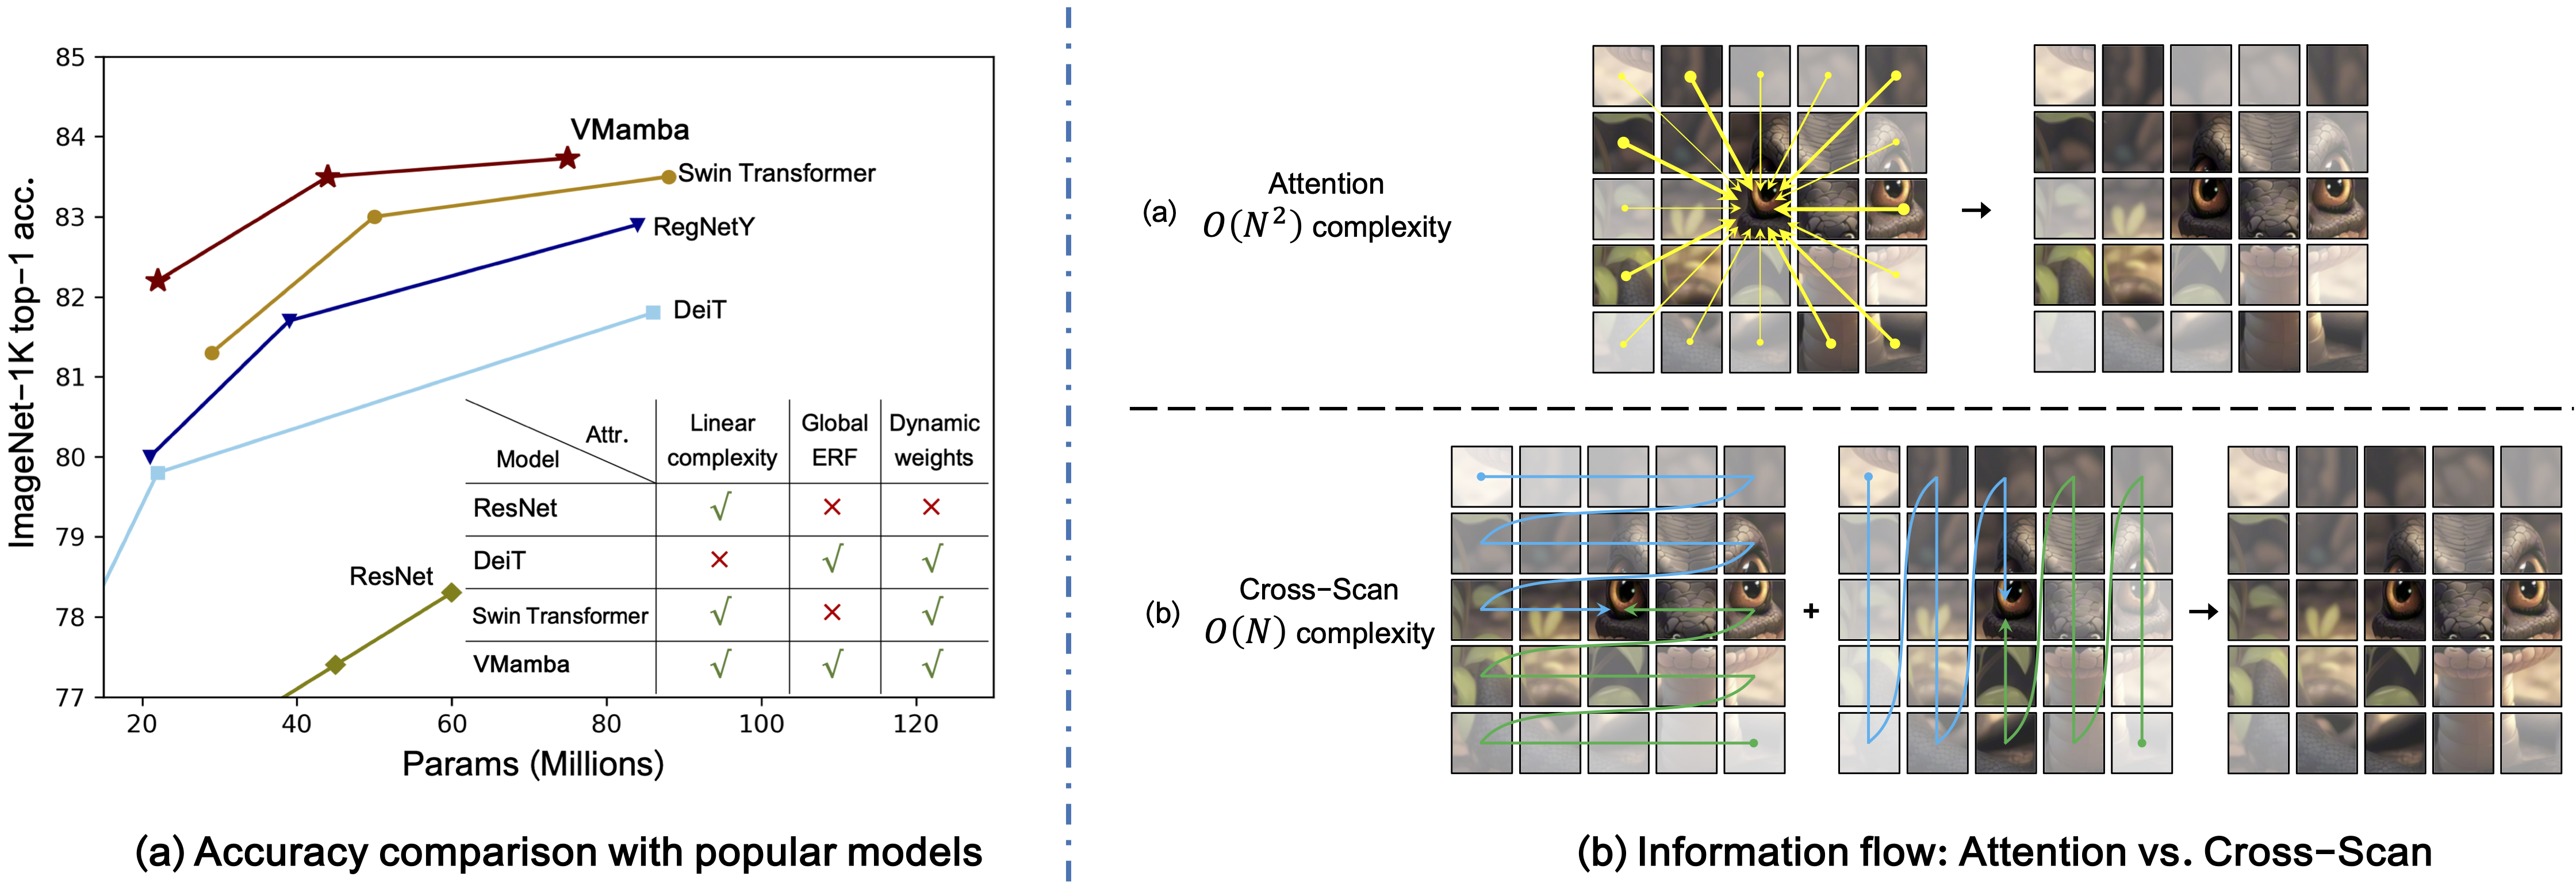 85
84
83
82
81
80
79
78
77
ImageNet-1K top-1 acc.
VMamba
Swin Transformer
RegNetY
DeiT
ResNet
Attr.
Model
Linear complexity
Global ERF
Dynamic weights
ResNet √ × ×
DeiT × √ √
Swin Transformer √ × √
VMamba √ √ √
20 40 60 80 100 120
Params (Millions)
(a) Accuracy comparison with popular models
(a)
Attention
O(N²) complexity
→
(b)
Cross-Scan
O(N) complexity
+
→
(b) Information flow: Attention vs. Cross-Scan